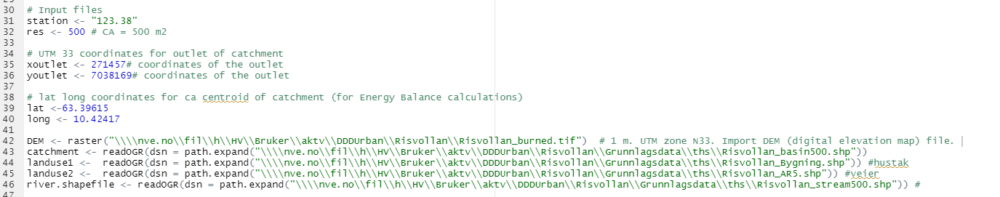 30 # Input files
31 station <- "123.38"
32 res <- 500 # CA = 500 m2
33
34 # UTM 33 coordinates for outlet of catchment
35 xoutlet <- 271457# coordinates of the outlet
36 youtlet <- 7038169# coordinates of the outlet
37
38 # lat long coordinates for ca centroid of catchment (for Energy Balance calculations)
39 lat <-63.39615
40 long <- 10.42417
41
42 DEM <- raster("\\\\nve.no\\fil\\h\\HV\\Bruker\\aktv\\DDDUrban\\Risvollan\\Risvollan_burned.tif")  # 1 m. UTM zone N33. Import DEM (digital elevation map) file.
43 catchment <- readOGR(dsn = path.expand("\\\\nve.no\\fil\\h\\HV\\Bruker\\aktv\\DDDUrban\\Risvollan\\Grunnlagsdata\\ths\\Risvollan_basin500.shp"))
44 landuse1 <-  readOGR(dsn = path.expand("\\\\nve.no\\fil\\h\\HV\\Bruker\\aktv\\DDDUrban\\Risvollan\\Grunnlagsdata\\ths\\Risvollan_Bygning.shp")) #hustak
45 landuse2 <-  readOGR(dsn = path.expand("\\\\nve.no\\fil\\h\\HV\\Bruker\\aktv\\DDDUrban\\Risvollan\\Grunnlagsdata\\ths\\Risvollan_AR5.shp")) #veier
46 river.shapefile <- readOGR(dsn = path.expand("\\\\nve.no\\fil\\h\\HV\\Bruker\\aktv\\DDDUrban\\Risvollan\\Grunnlagsdata\\ths\\Risvollan_stream500.shp")) #